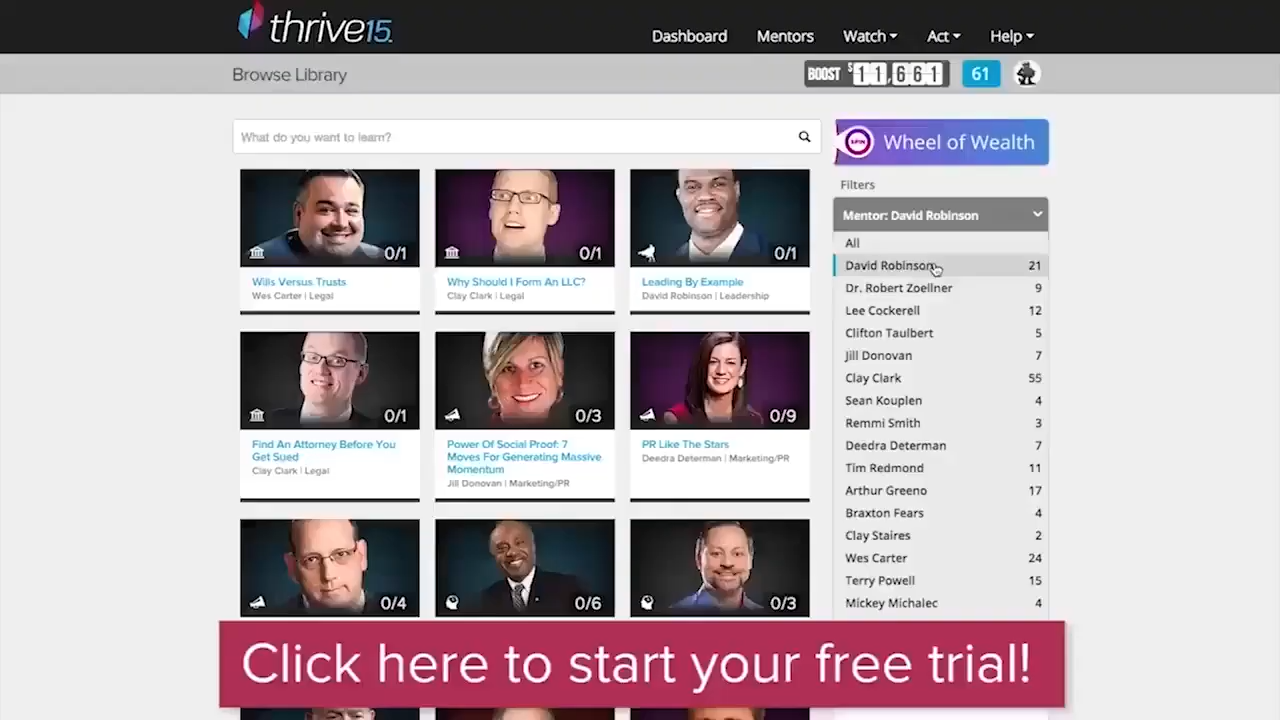 thrive15
Dashboard Mentors Watch Act Help
Browse Library
BOOST $11,661 61
What do you want to learn?
SPIN Wheel of Wealth
Filters
Mentor: David Robinson
All
David Robinson 21
Dr. Robert Zoellner 9
Lee Cockerell 12
Clifton Taulbert 5
Jill Donovan 7
Clay Clark 55
Sean Kouplen 4
Remmi Smith 3
Deedra Determan 7
Tim Redmond 11
Arthur Greeno 17
Braxton Fears 4
Clay Staires 2
Wes Carter 24
Terry Powell 15
Mickey Michalec 4
0/1
Wills Versus Trusts
Wes Carter | Legal
0/1
Why Should I Form An LLC?
Clay Clark | Legal
0/1
Leading By Example
David Robinson | Leadership
0/1
Find An Attorney Before You
Get Sued
Clay Clark | Legal
0/3
Power Of Social Proof: 7
Moves For Generating Massive
Momentum
Jill Donovan | Marketing/PR
0/9
PR Like The Stars
Deedra Determan | Marketing/PR
0/4
0/6
0/3
Click here to start your free trial!